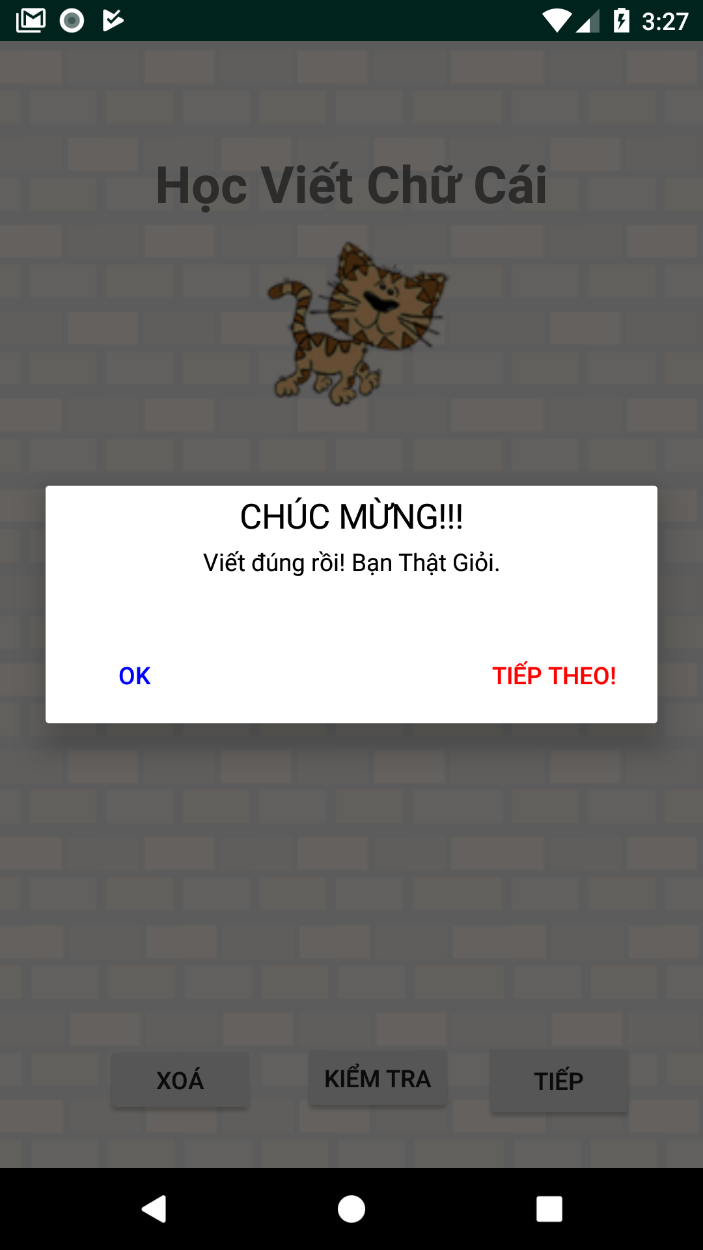 3:27
Học Viết Chữ Cái
CHÚC MỪNG!!!
Viết đúng rồi! Bạn Thật Giỏi.
OK
TIẾP THEO!
XOÁ
KIỂM TRA
TIẾP